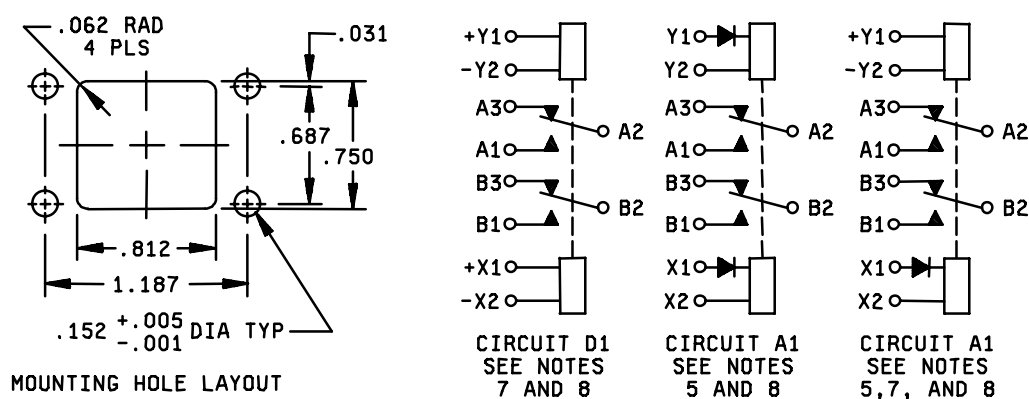 .062 RAD
4 PLS
.031
.687
.750
.812
1.187
.152 +.005 -.001 DIA TYP
MOUNTING HOLE LAYOUT
+Y1
-Y2
A3
A2
A1
B3
B2
B1
+X1
-X2
CIRCUIT D1
SEE NOTES
7 AND 8
Y1
Y2
A3
A2
A1
B3
B2
B1
X1
X2
CIRCUIT A1
SEE NOTES
5 AND 8
+Y1
-Y2
A3
A2
A1
B3
B2
B1
X1
X2
CIRCUIT A1
SEE NOTES
5,7, AND 8